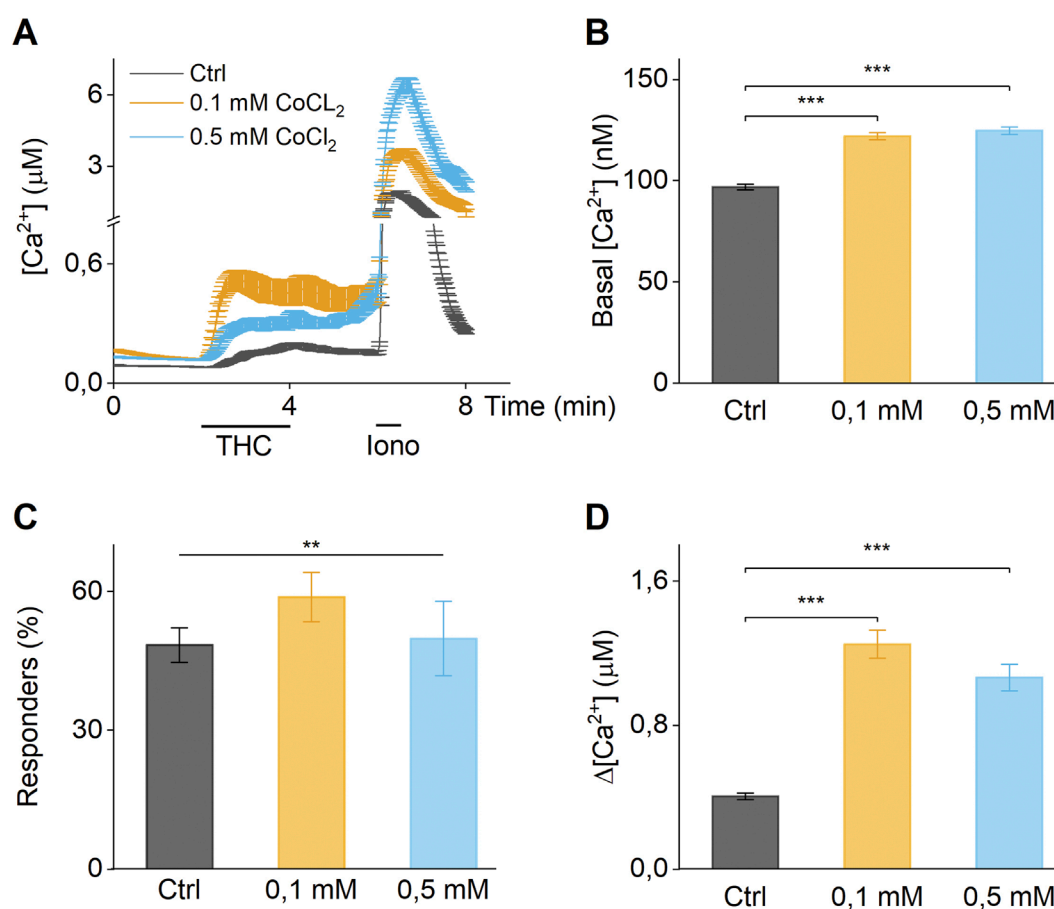 A
Ctrl
0.1 mM CoCL₂
0.5 mM CoCl₂
[Ca²⁺] (μM)
6
3
0,6
0,0
0
4
8
Time (min)
THC
Iono
B
Basal [Ca²⁺] (nM)
150
100
50
0
***
***
Ctrl
0,1 mM
0,5 mM
C
Responders (%)
60
30
0
**
Ctrl
0,1 mM
0,5 mM
D
Δ[Ca²⁺] (μM)
1,6
0,8
0,0
***
***
Ctrl
0,1 mM
0,5 mM